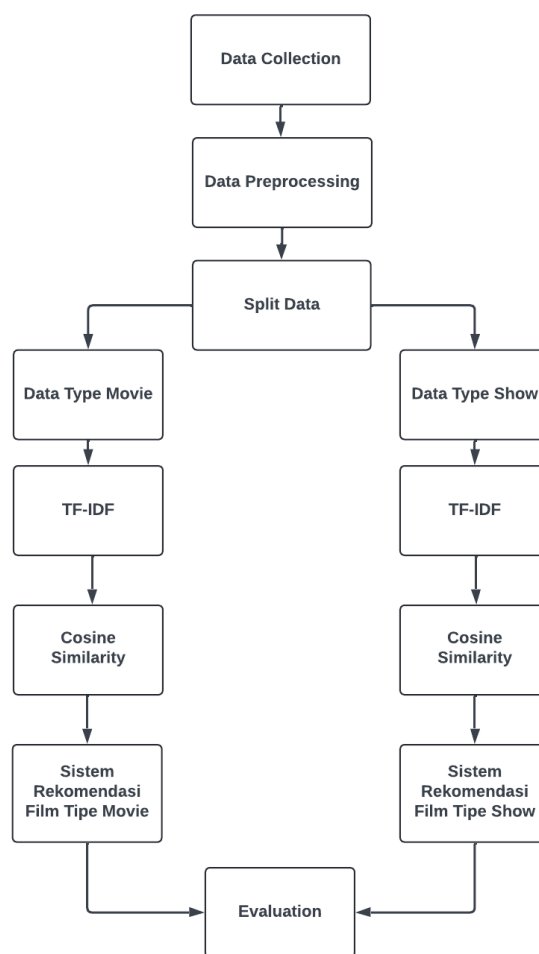 Data Collection
Data Preprocessing
Split Data
Data Type Movie
Data Type Show
TF-IDF
TF-IDF
Cosine
Similarity
Cosine
Similarity
Sistem
Rekomendasi
Film Tipe Movie
Sistem
Rekomendasi
Film Tipe Show
Evaluation